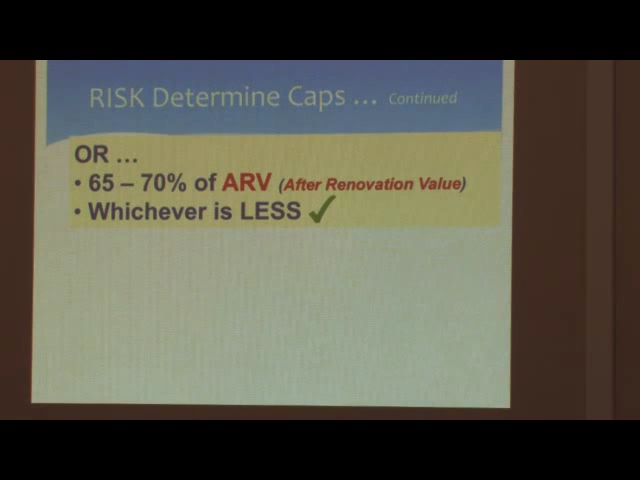 RISK Determine Caps ... Continued
OR ...
• 65 – 70% of ARV (After Renovation Value)
• Whichever is LESS ✓